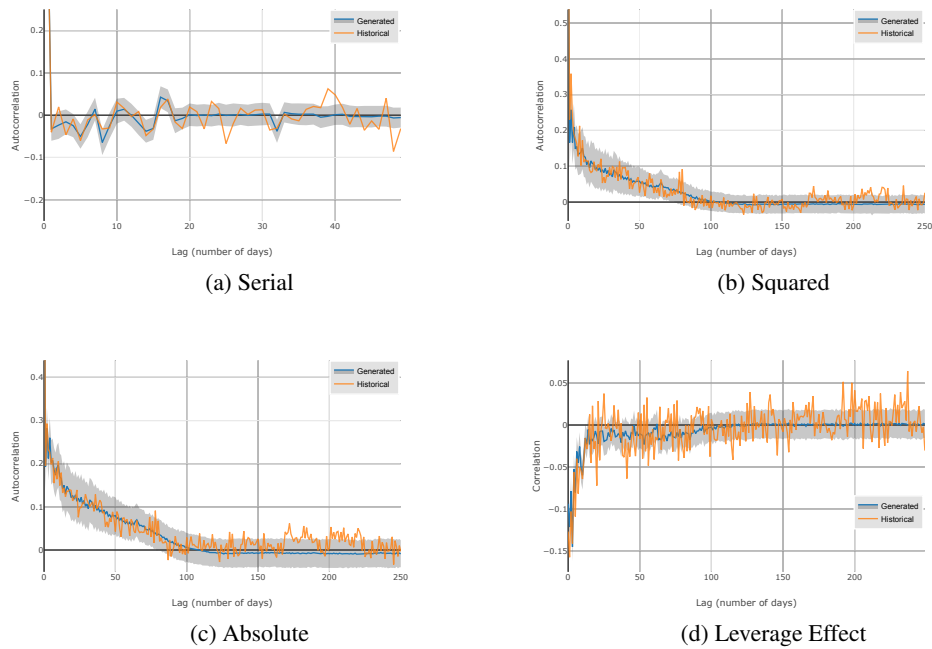 Generated
Historical
0.2
0.1
0
−0.1
−0.2
Autocorrelation
0
10
20
30
40
Lag (number of days)
(a) Serial
Generated
Historical
0.5
0.4
0.3
0.2
0.1
0
Autocorrelation
0
50
100
150
200
250
Lag (number of days)
(b) Squared
Generated
Historical
0.4
0.3
0.2
0.1
0
Autocorrelation
0
50
100
150
200
250
Lag (number of days)
(c) Absolute
0.05
0
−0.05
−0.1
−0.15
Correlation
Generated
Historical
0
50
100
150
200
Lag (number of days)
(d) Leverage Effect